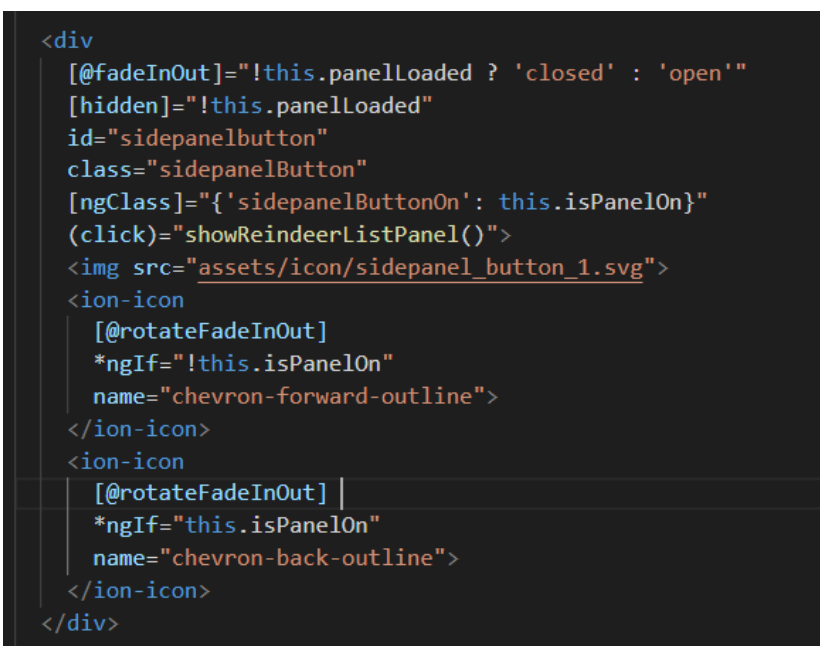 <div
[@fadeInOut]="!this.panelLoaded ? 'closed' : 'open'"
[hidden]="!this.panelLoaded"
id="sidepanelbutton"
class="sidepanelButton"
[ngClass]="{'sidepanelButtonOn': this.isPanelOn}"
(click)="showReindeerListPanel()">
<img src="assets/icon/sidepanel_button_1.svg">
<ion-icon
[@rotateFadeInOut]
*ngIf="!this.isPanelOn"
name="chevron-forward-outline">
</ion-icon>
<ion-icon
[@rotateFadeInOut]
*ngIf="this.isPanelOn"
name="chevron-back-outline">
</ion-icon>
</div>